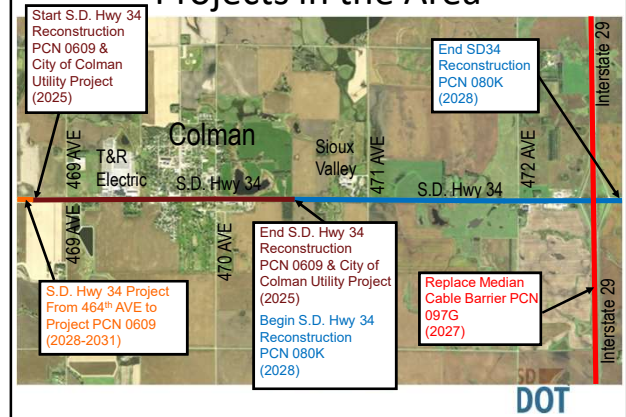 Projects in the Area
Start S.D. Hwy 34
Reconstruction
PCN 0609 &
City of Colman
Utility Project
(2025)
End SD34
Reconstruction
PCN 080K
(2028)
Interstate 29
469 AVE
T&R
Electric
Colman
S.D. Hwy 34
Sioux
Valley
471 AVE
S.D. Hwy 34
472 AVE
469 AVE
470 AVE
S.D. Hwy 34 Project
From 464th AVE to
Project PCN 0609
(2028-2031)
End S.D. Hwy 34
Reconstruction
PCN 0609 & City of
Colman Utility Project
(2025)
Begin S.D. Hwy 34
Reconstruction
PCN 080K
(2028)
Replace Median
Cable Barrier PCN
097G
(2027)
Interstate 29
SD
DOT